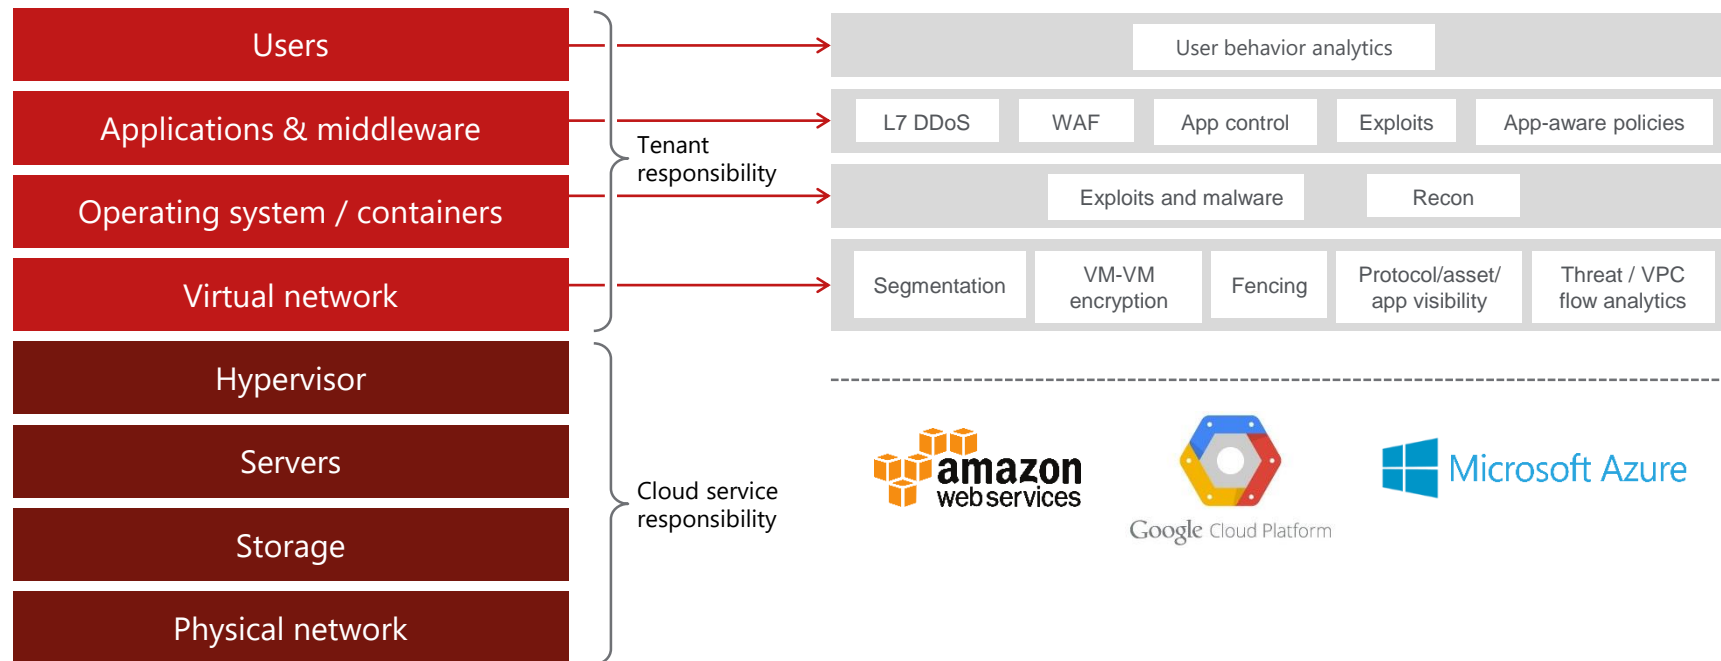 Users
Applications & middleware
Operating system / containers
Virtual network
Hypervisor
Servers
Storage
Physical network
Tenant
responsibility
Cloud service
responsibility
User behavior analytics
L7 DDoS
WAF
App control
Exploits
App-aware policies
Exploits and malware
Recon
Segmentation
VM-VM
encryption
Fencing
Protocol/asset/
app visibility
Threat / VPC
flow analytics
amazon
webservices
Google Cloud Platform
Microsoft Azure